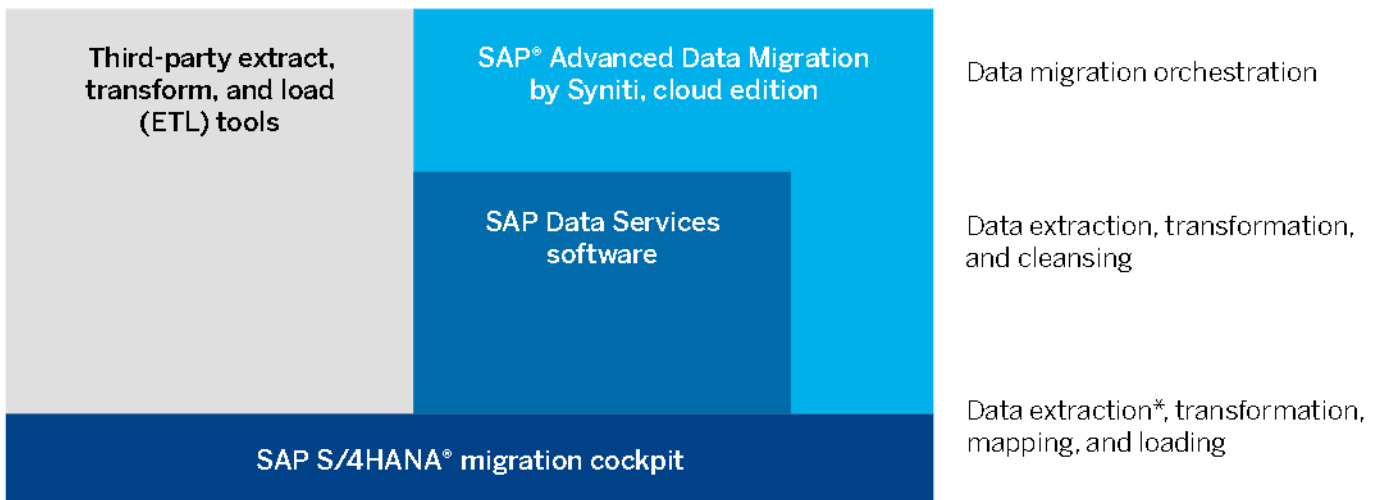 Third-party extract,
transform, and load
(ETL) tools
SAP® Advanced Data Migration
by Syniti, cloud edition
Data migration orchestration
SAP Data Services
software
Data extraction, transformation,
and cleansing
SAP S/4HANA® migration cockpit
Data extraction*, transformation,
mapping, and loading